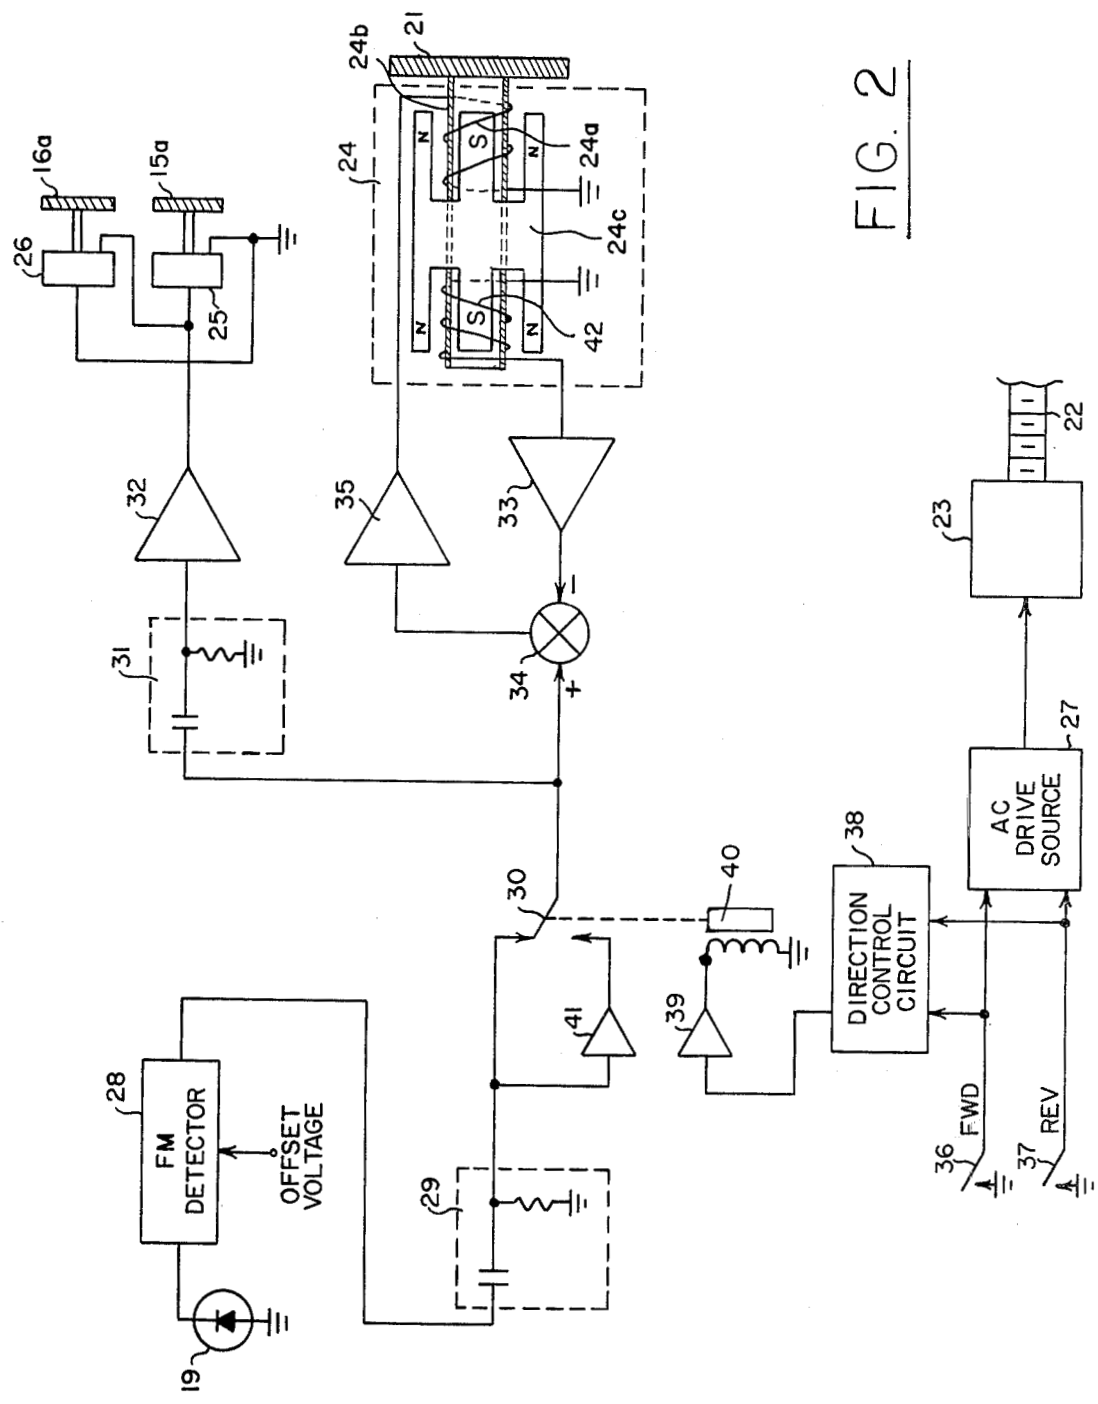 16a
15a
26
25
32
31
21
24b
24
N
S
N
24a
24c
N
S
N
42
35
33
34
+
−
30
40
41
39
28
FM
DETECTOR
OFFSET
VOLTAGE
19
29
38
DIRECTION
CONTROL
CIRCUIT
36
FWD
37
REV
27
AC
DRIVE
SOURCE
23
22
FIG. 2